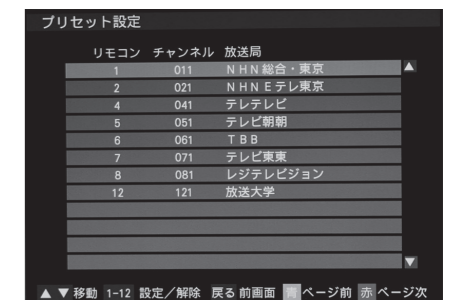 プリセット設定
リモコン チャンネル 放送局
1 011 NHN総合・東京
2 021 NHNEテレ東京
4 041 テレテレビ
5 051 テレビ朝朝
6 061 TBB
7 071 テレビ東東
8 081 レジテレビジョン
12 121 放送大学
▲▼移動 1-12 設定/解除 戻る 前画面 青 ページ前 赤 ページ次